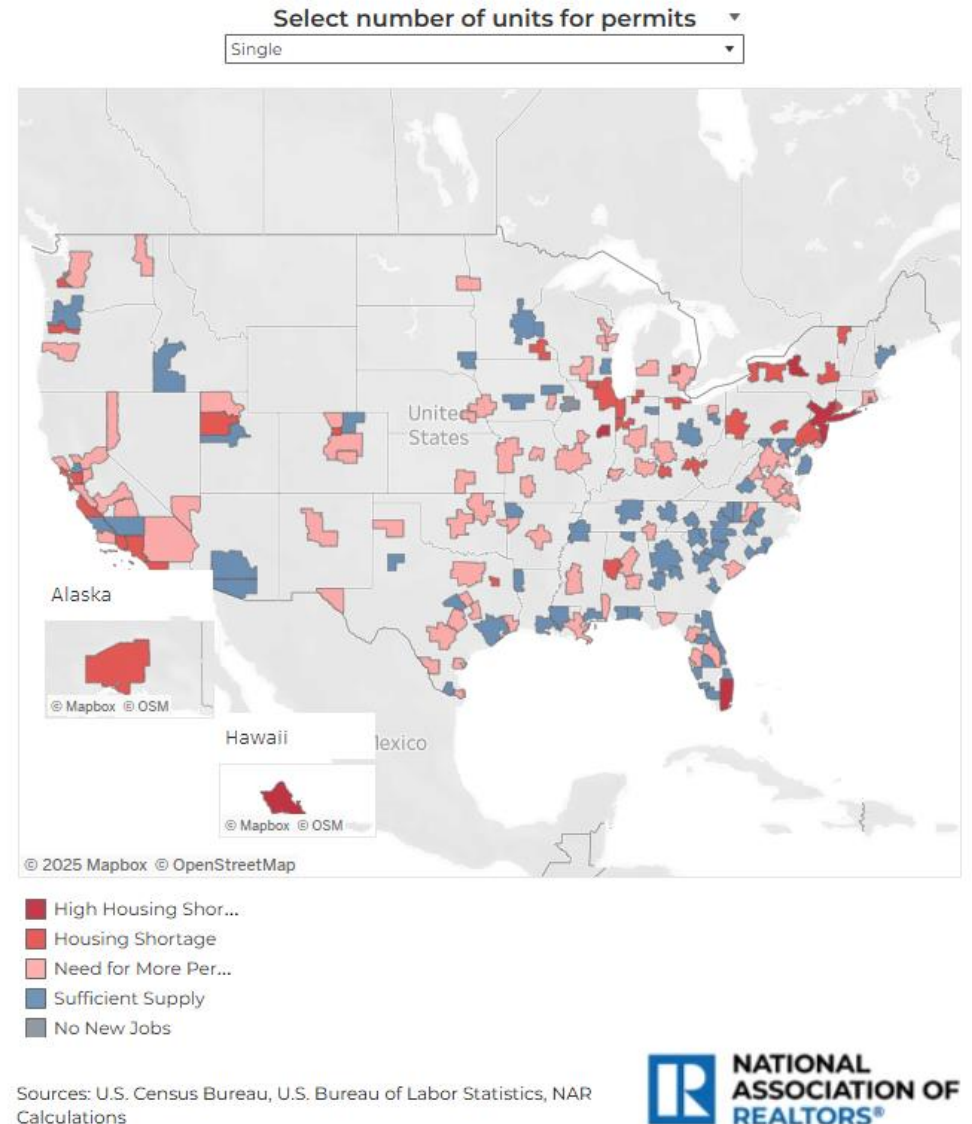 Select number of units for permits
Single
United
States
Alaska
© Mapbox © OSM
Hawaii
Mexico
© Mapbox © OSM
© 2025 Mapbox © OpenStreetMap
High Housing Shor...
Housing Shortage
Need for More Per...
Sufficient Supply
No New Jobs
Sources: U.S. Census Bureau, U.S. Bureau of Labor Statistics, NAR
Calculations
R
NATIONAL
ASSOCIATION OF
REALTORS®